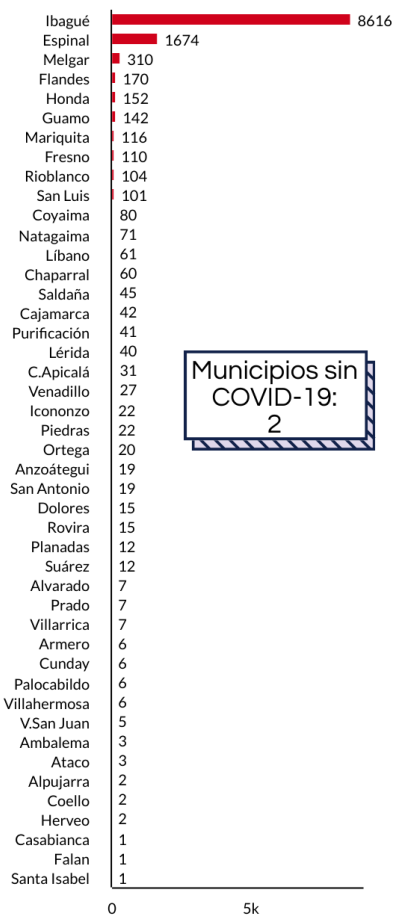 Ibagué 8616
Espinal 1674
Melgar 310
Flandes 170
Honda 152
Guamo 142
Mariquita 116
Fresno 110
Rioblanco 104
San Luis 101
Coyaima 80
Natagaima 71
Líbano 61
Chaparral 60
Saldaña 45
Cajamarca 42
Purificación 41
Lérida 40
C.Apicalá 31
Venadillo 27
Icononzo 22
Piedras 22
Ortega 20
Anzoátegui 19
San Antonio 19
Dolores 15
Rovira 15
Planadas 12
Suárez 12
Alvarado 7
Prado 7
Villarrica 7
Armero 6
Cunday 6
Palocabildo 6
Villahermosa 6
V.San Juan 5
Ambalema 3
Ataco 3
Alpujarra 2
Coello 2
Herveo 2
Casabianca 1
Falan 1
Santa Isabel 1
0 5k
Municipios sin
COVID-19:
2